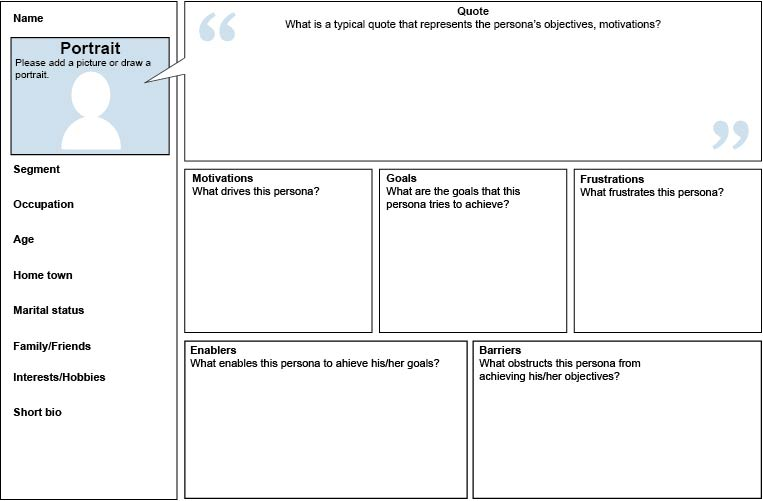 Name
Portrait
Please add a picture or draw a
portrait.
Segment
Occupation
Age
Home town
Marital status
Family/Friends
Interests/Hobbies
Short bio
“
Quote
What is a typical quote that represents the persona’s objectives, motivations?
”
Motivations
What drives this persona?
Goals
What are the goals that this
persona tries to achieve?
Frustrations
What frustrates this persona?
Enablers
What enables this persona to ahieve his/her goals?
Barriers
What obstructs this persona from
achieving his/her objectives?